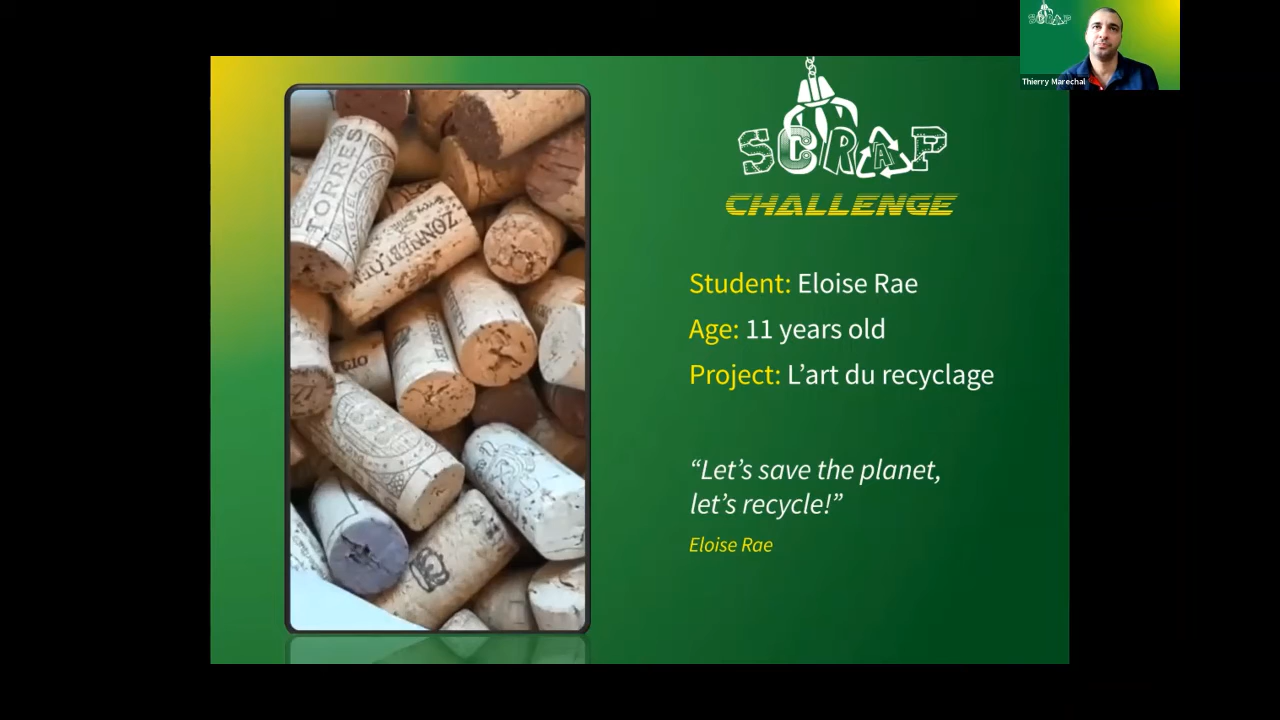 SCRAP
Thierry Marechal
SCRAP
CHALLENGE
Student: Eloise Rae
Age: 11 years old
Project: L’art du recyclage
“Let’s save the planet,
let’s recycle!”
Eloise Rae
TORRES